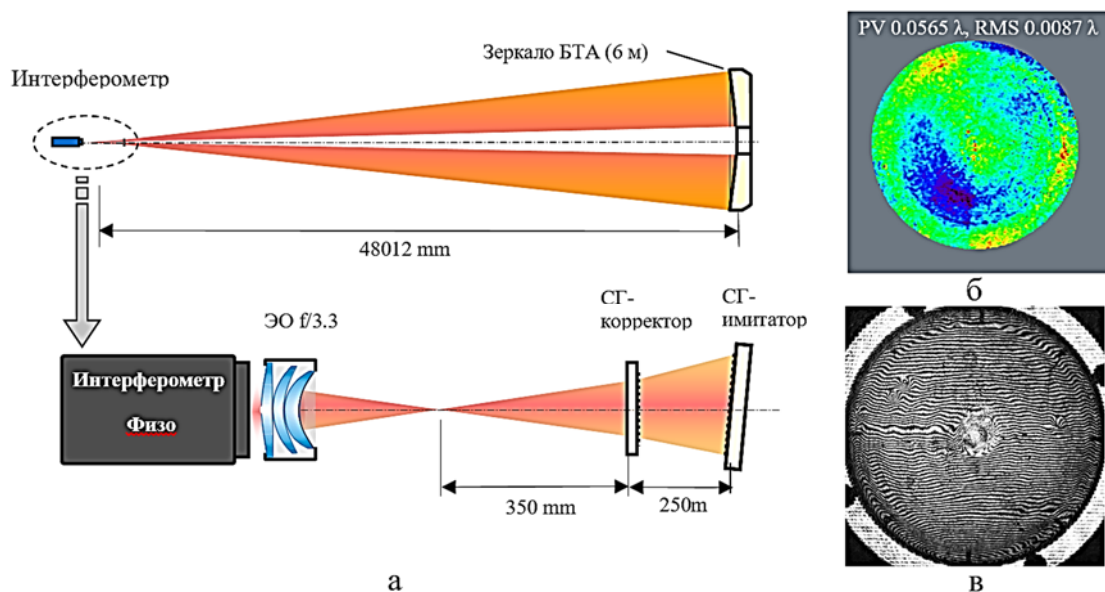 Интерферометр
Зеркало БТА (6 м)
48012 mm
ЭО f/3.3
СГ-
корректор
СГ-
имитатор
Интерферометр
Физо
350 mm
250m
а
PV 0.0565 λ, RMS 0.0087 λ
б
в